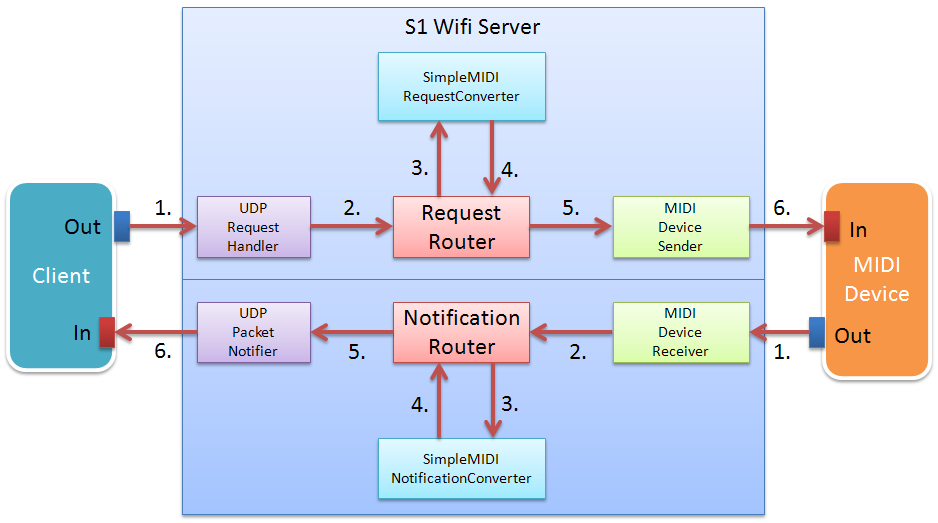 S1 Wifi Server
SimpleMIDI
RequestConverter
3.
4.
1.
2.
5.
6.
Out
UDP
Request
Handler
Request
Router
MIDI
Device
Sender
In
Client
MIDI
Device
In
UDP
Packet
Notifier
Notification
Router
MIDI
Device
Receiver
Out
6.
5.
2.
1.
4.
3.
SimpleMIDI
NotificationConverter